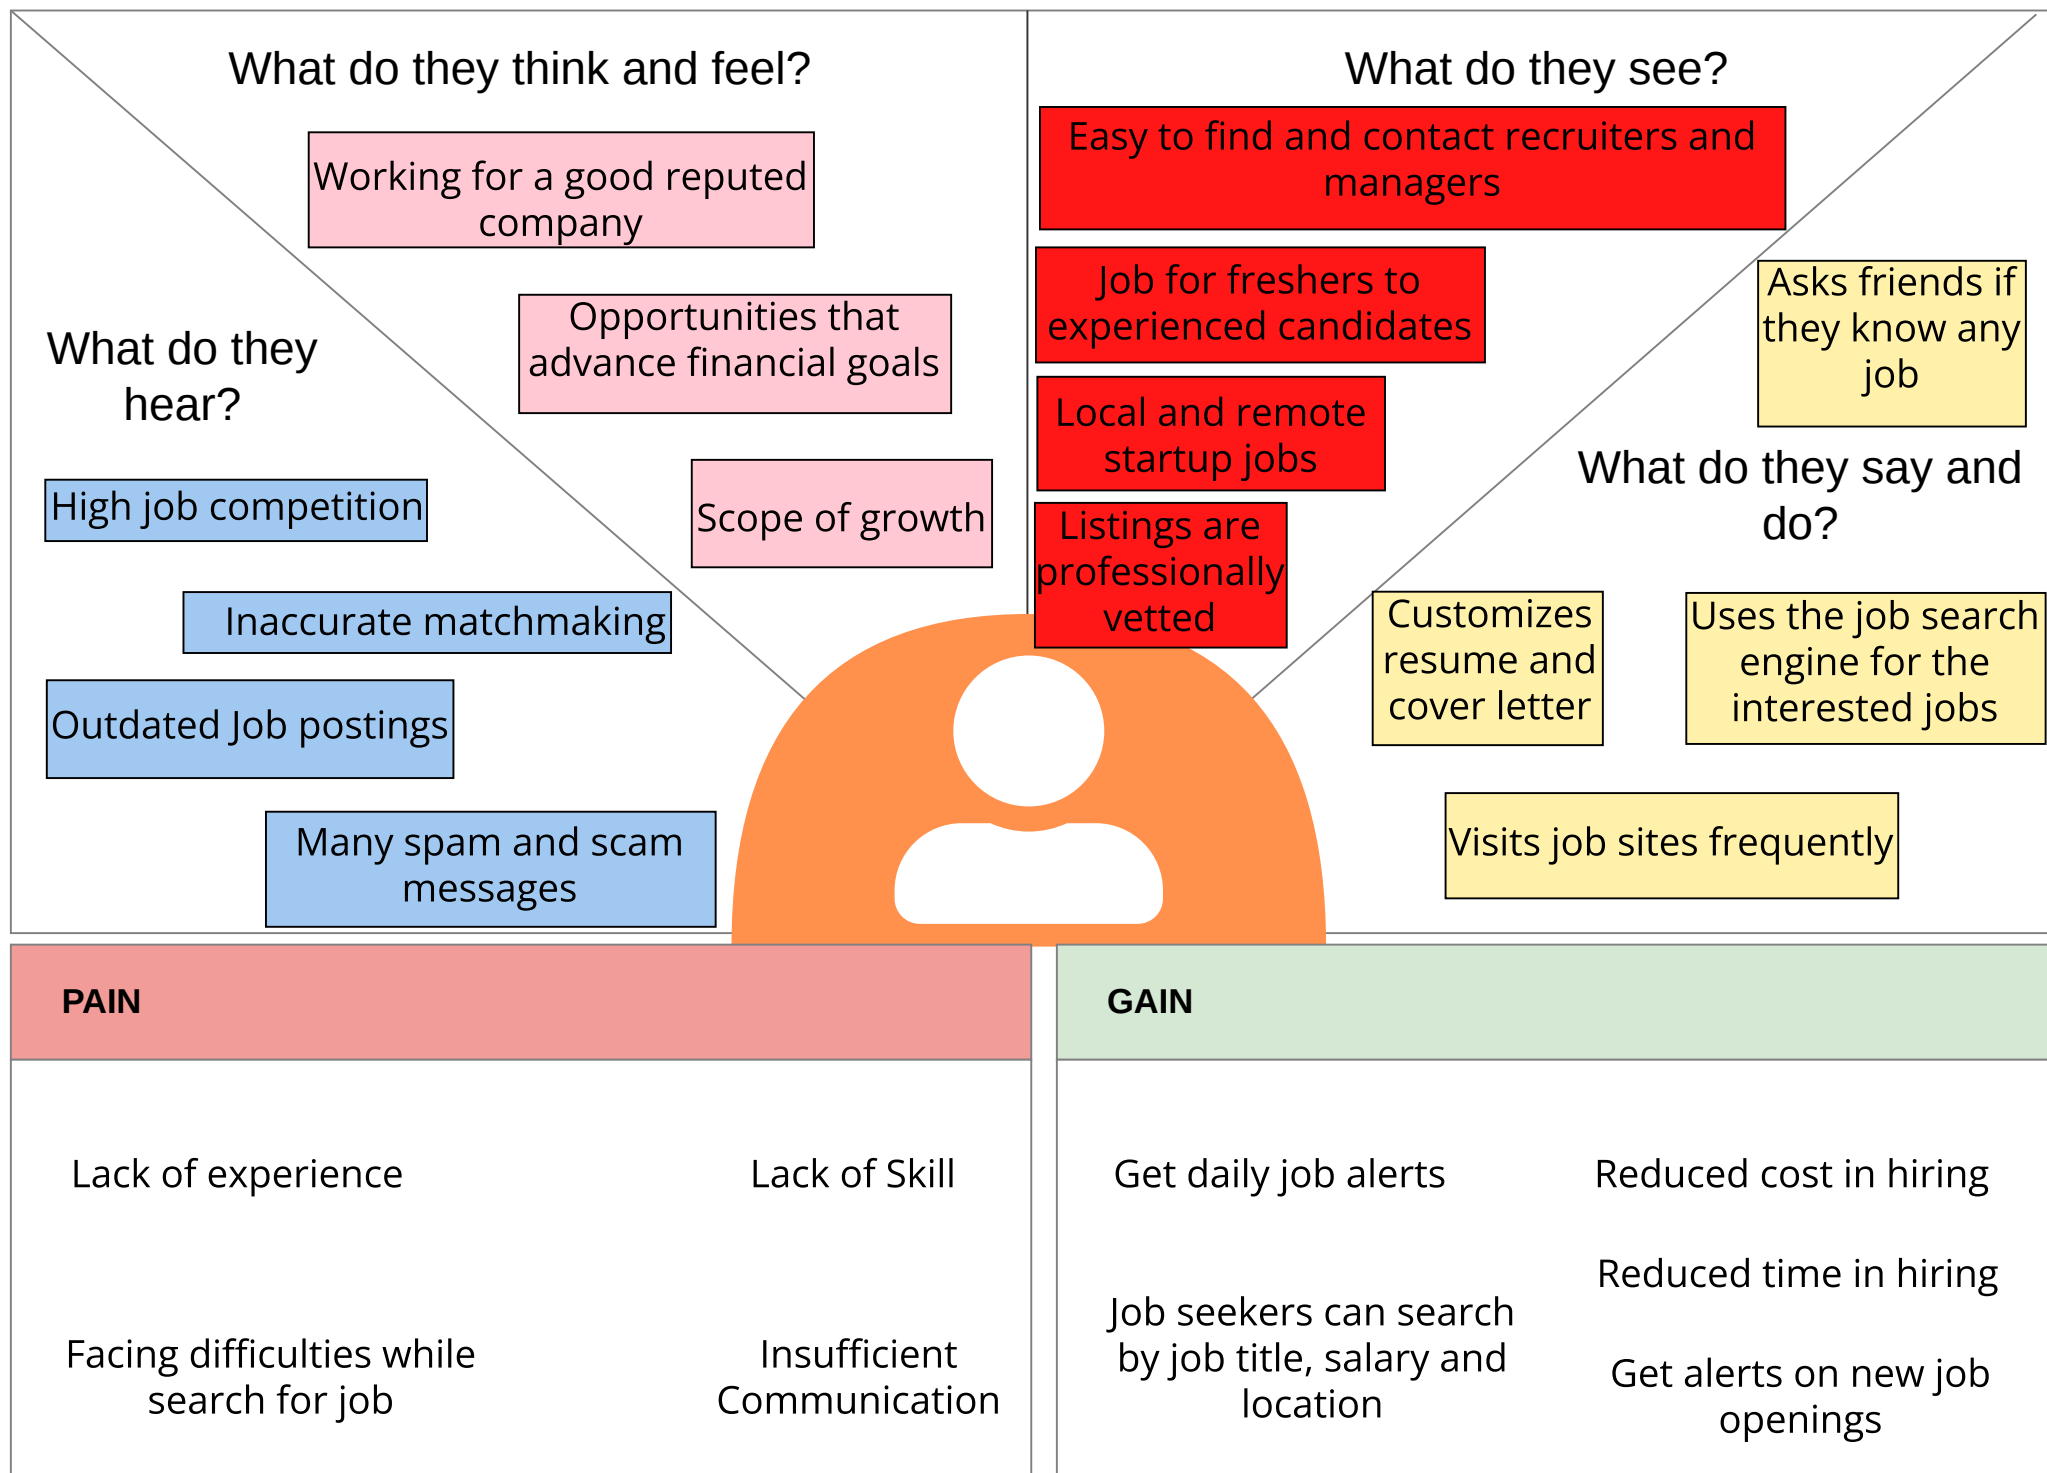 What do they think and feel?
Working for a good reputed
company
Opportunities that
advance financial goals
Scope of growth
What do they see?
Easy to find and contact recruiters and
managers
Job for freshers to
experienced candidates
Local and remote
startup jobs
Listings are
professionally
vetted
What do they
hear?
High job competition
Inaccurate matchmaking
Outdated Job postings
Many spam and scam
messages
Asks friends if
they know any
job
What do they say and
do?
Customizes
resume and
cover letter
Uses the job search
engine for the
interested jobs
Visits job sites frequently
PAIN
Lack of experience
Lack of Skill
Facing difficulties while
search for job
Insufficient
Communication
GAIN
Get daily job alerts
Reduced cost in hiring
Reduced time in hiring
Job seekers can search
by job title, salary and
location
Get alerts on new job
openings